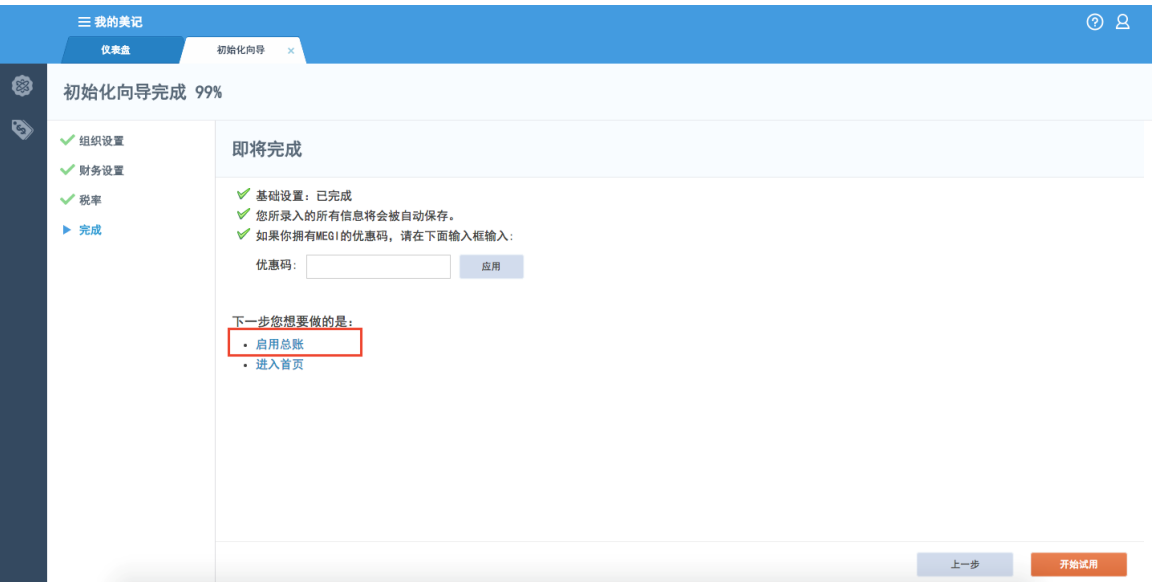 我的美记
仪表盘
初始化向导 ×
初始化向导完成 99%
组织设置
财务设置
税率
完成
即将完成
基础设置：已完成
您所录入的所有信息将会被自动保存。
如果你拥有MEGI的优惠码，请在下面输入框输入：
优惠码：
应用
下一步您想要做的是：
• 启用总账
• 进入首页
上一步
开始试用